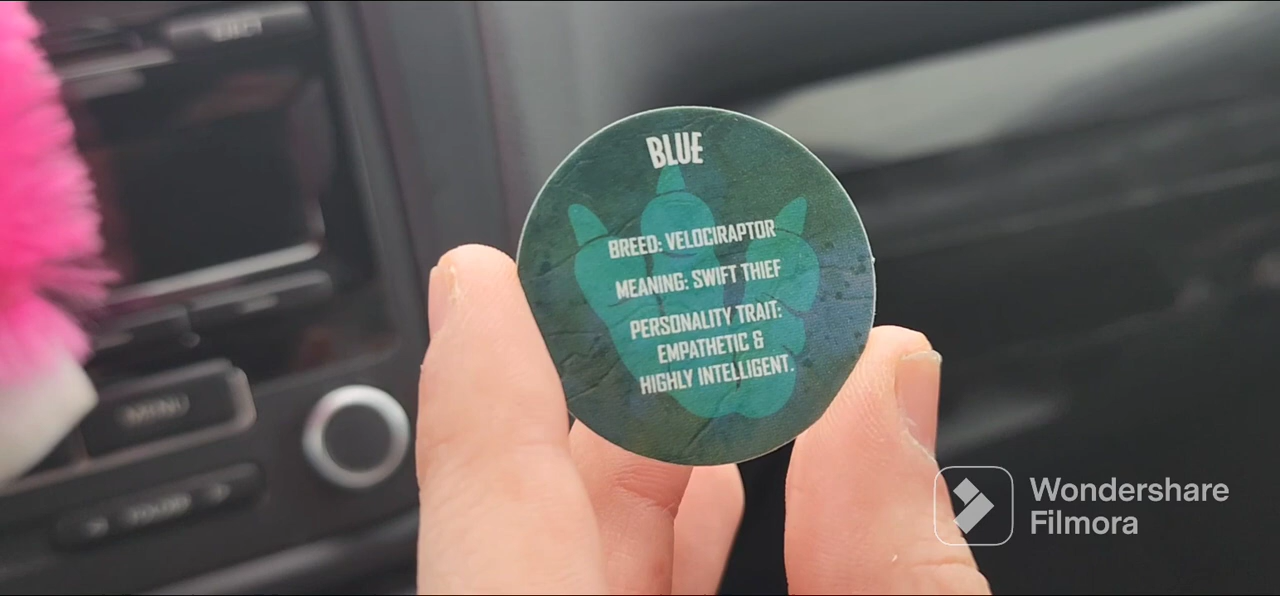 BLUE
BREED: VELOCIRAPTOR
MEANING: SWIFT THIEF
PERSONALITY TRAIT:
EMPATHETIC &
HIGHLY INTELLIGENT.
MENU
Wondershare
Filmora